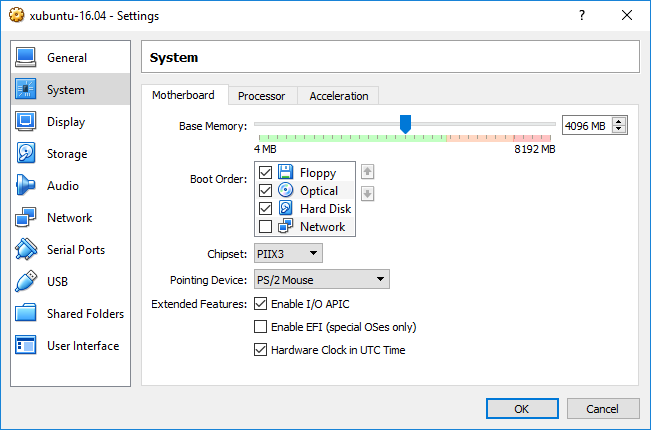 xubuntu-16.04 - Settings
?
General
System
Display
Storage
Audio
Network
Serial Ports
USB
Shared Folders
User Interface
System
Motherboard Processor Acceleration
Base Memory: 4096 MB
4 MB 8192 MB
Boot Order:
Floppy
Optical
Hard Disk
Network
Chipset: PIIX3
Pointing Device: PS/2 Mouse
Extended Features: Enable I/O APIC
Enable EFI (special OSes only)
Hardware Clock in UTC Time
OK Cancel